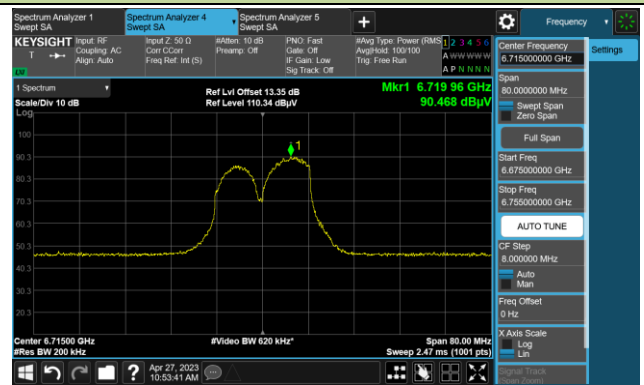 Spectrum Analyzer 1
Swept SA
Spectrum Analyzer 4
Swept SA
Spectrum Analyzer 5
Swept SA
+
Frequency
KEYSIGHT
T
Input: RF
Coupling: AC
Align: Auto
Input Z: 50 Ω
Corr CCorr
Freq Ref: Int (S)
#Atten: 10 dB
Preamp: Off
PNO: Fast
Gate: Off
IF Gain: Low
Sig Track: Off
#Avg Type: Power (RMS)
Avg|Hold: 100/100
Trig: Free Run
1 2 3 4 5 6
A W W W W W
A P N N N N
1 Spectrum
Scale/Div 10 dB
Log
Ref Lvl Offset 13.35 dB
Ref Level 110.34 dBμV
Mkr1 6.719 96 GHz
90.468 dBμV
100
90.3
80.3
70.3
60.3
50.3
40.3
30.3
20.3
1
Center 6.71500 GHz
#Res BW 200 kHz
#Video BW 620 kHz*
Span 80.00 MHz
Sweep 2.47 ms (1001 pts)
Center Frequency
6.715000000 GHz
Span
80.0000000 MHz
Swept Span
Zero Span
Full Span
Start Freq
6.675000000 GHz
Stop Freq
6.755000000 GHz
AUTO TUNE
CF Step
8.000000 MHz
Auto
Man
Freq Offset
0 Hz
X Axis Scale
Log
Lin
Signal Track
(Span Zoom)
Settings
?
Apr 27, 2023
10:53:41 AM